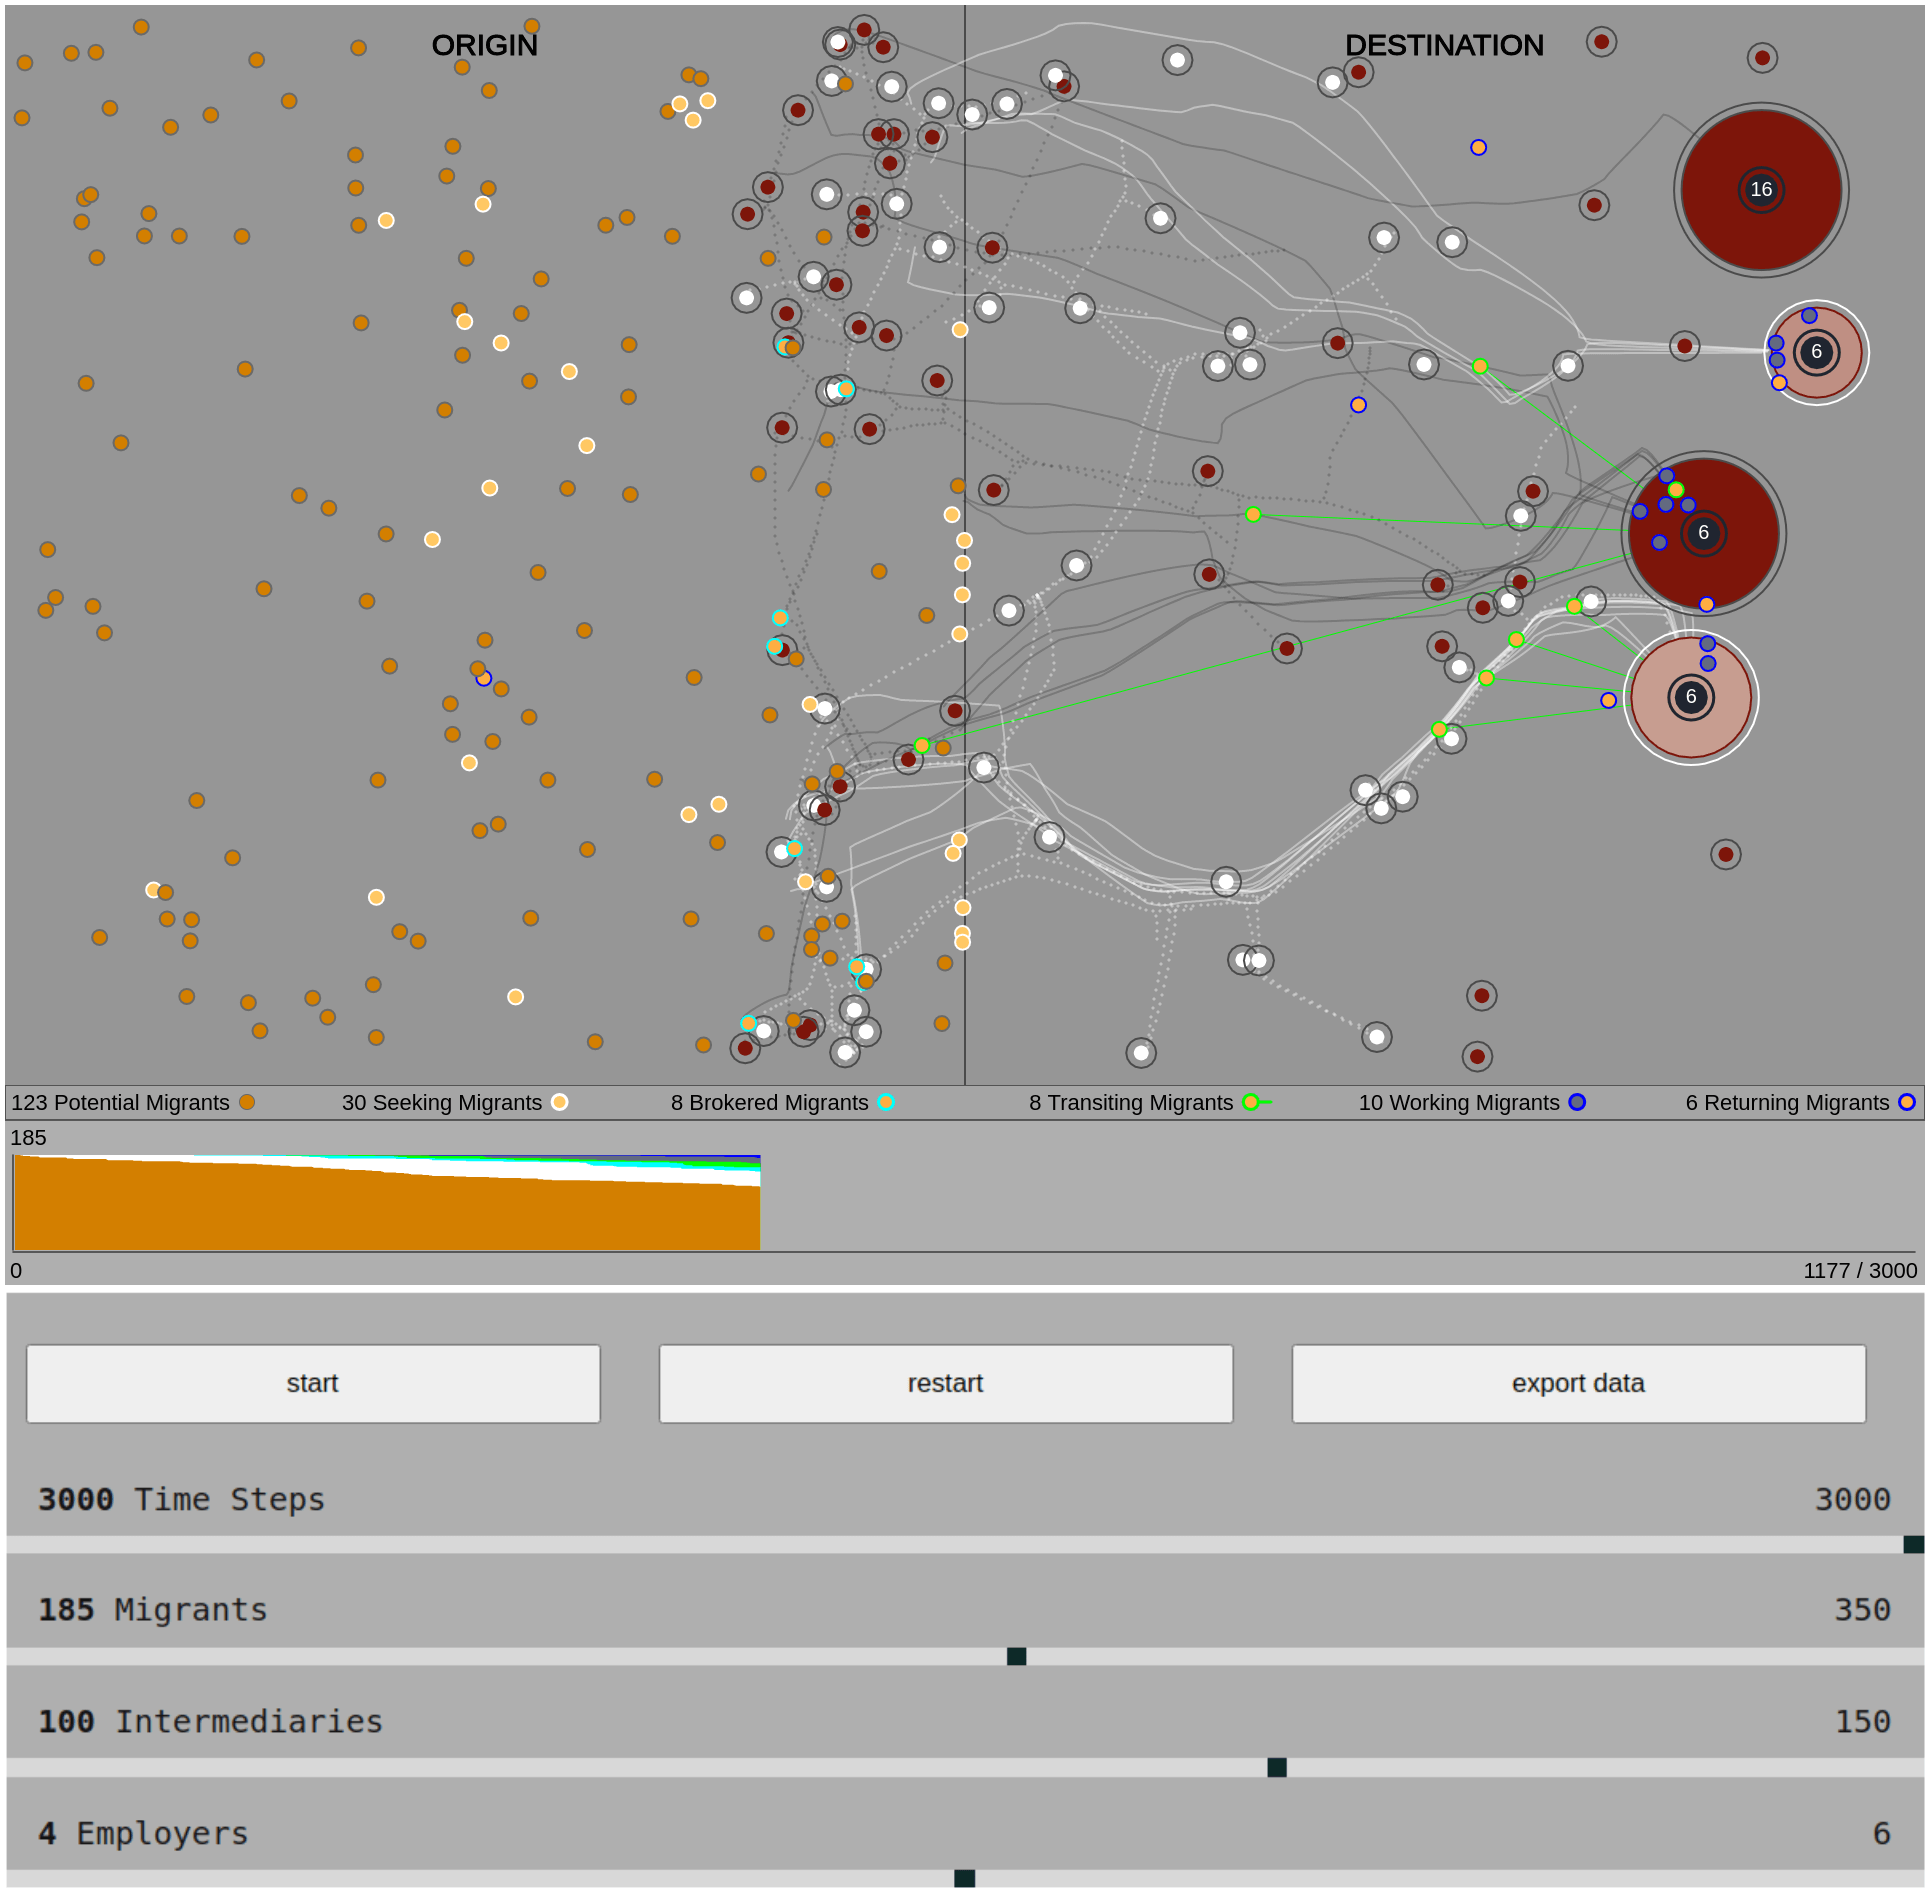 ORIGIN
DESTINATION
16
6
6
6
123 Potential Migrants
30 Seeking Migrants
8 Brokered Migrants
8 Transiting Migrants
10 Working Migrants
6 Returning Migrants
185
0
1177 / 3000
start
restart
export data
3000 Time Steps
3000
185 Migrants
350
100 Intermediaries
150
4 Employers
6